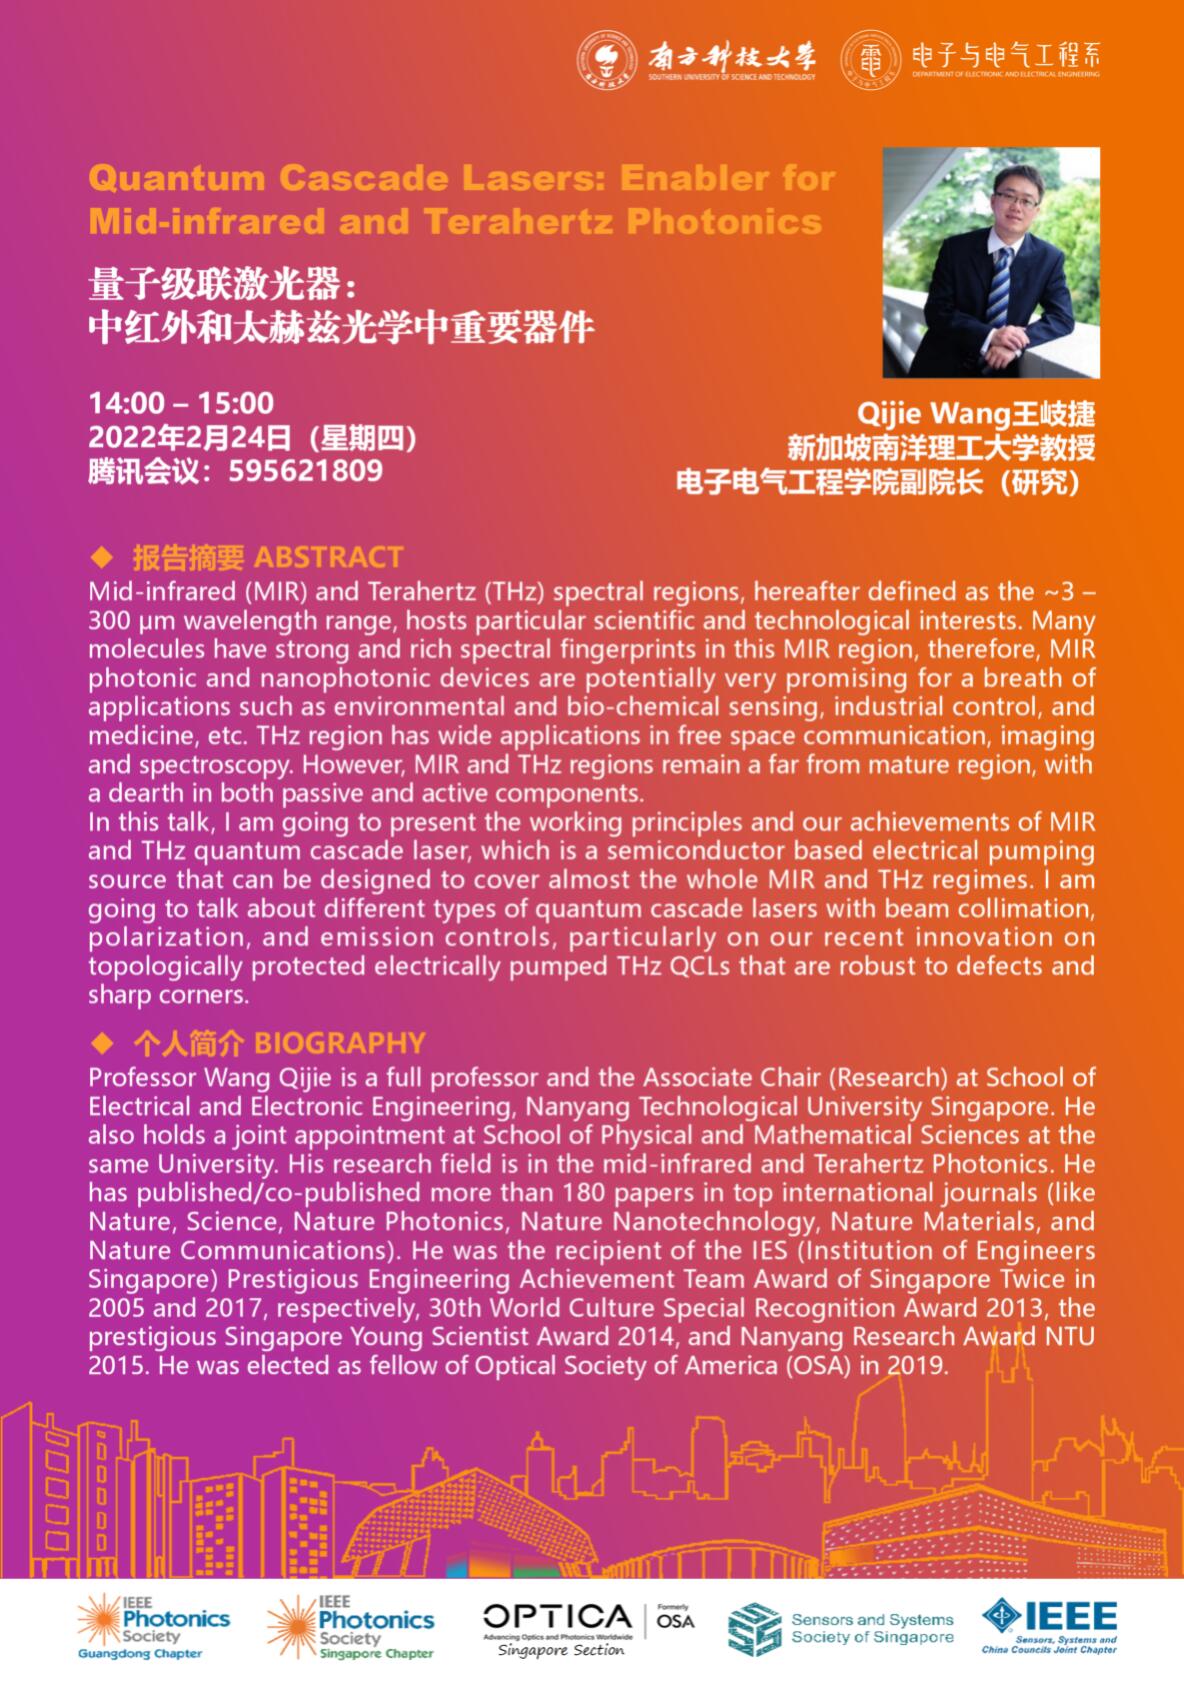 南方科技大学
SOUTHERN UNIVERSITY OF SCIENCE AND TECHNOLOGY
電
电子与电气工程系
DEPARTMENT OF ELECTRONIC AND ELECTRICAL ENGINEERING
Quantum Cascade Lasers: Enabler for
Mid-infrared and Terahertz Photonics
量子级联激光器：
中红外和太赫兹光学中重要器件
14:00 – 15:00
2022年2月24日（星期四）
腾讯会议：595621809
Qijie Wang王岐捷
新加坡南洋理工大学教授
电子电气工程学院副院长（研究）
◆ 报告摘要 ABSTRACT
Mid-infrared (MIR) and Terahertz (THz) spectral regions, hereafter defined as the ~3 –
300 μm wavelength range, hosts particular scientific and technological interests. Many
molecules have strong and rich spectral fingerprints in this MIR region, therefore, MIR
photonic and nanophotonic devices are potentially very promising for a breath of
applications such as environmental and bio-chemical sensing, industrial control, and
medicine, etc. THz region has wide applications in free space communication, imaging
and spectroscopy. However, MIR and THz regions remain a far from mature region, with
a dearth in both passive and active components.
In this talk, I am going to present the working principles and our achievements of MIR
and THz quantum cascade laser, which is a semiconductor based electrical pumping
source that can be designed to cover almost the whole MIR and THz regimes. I am
going to talk about different types of quantum cascade lasers with beam collimation,
polarization, and emission controls, particularly on our recent innovation on
topologically protected electrically pumped THz QCLs that are robust to defects and
sharp corners.
◆ 个人简介 BIOGRAPHY
Professor Wang Qijie is a full professor and the Associate Chair (Research) at School of
Electrical and Electronic Engineering, Nanyang Technological University Singapore. He
also holds a joint appointment at School of Physical and Mathematical Sciences at the
same University. His research field is in the mid-infrared and Terahertz Photonics. He
has published/co-published more than 180 papers in top international journals (like
Nature, Science, Nature Photonics, Nature Nanotechnology, Nature Materials, and
Nature Communications). He was the recipient of the IES (Institution of Engineers
Singapore) Prestigious Engineering Achievement Team Award of Singapore Twice in
2005 and 2017, respectively, 30th World Culture Special Recognition Award 2013, the
prestigious Singapore Young Scientist Award 2014, and Nanyang Research Award NTU
2015. He was elected as fellow of Optical Society of America (OSA) in 2019.
IEEE
Photonics
Society
Guangdong Chapter
IEEE
Photonics
Society
Singapore Chapter
OPTICA
Advancing Optics and Photonics Worldwide
Singapore Section
Formerly
OSA
Sensors and Systems
Society of Singapore
IEEE
Sensors, Systems and
China Councils Joint Chapter